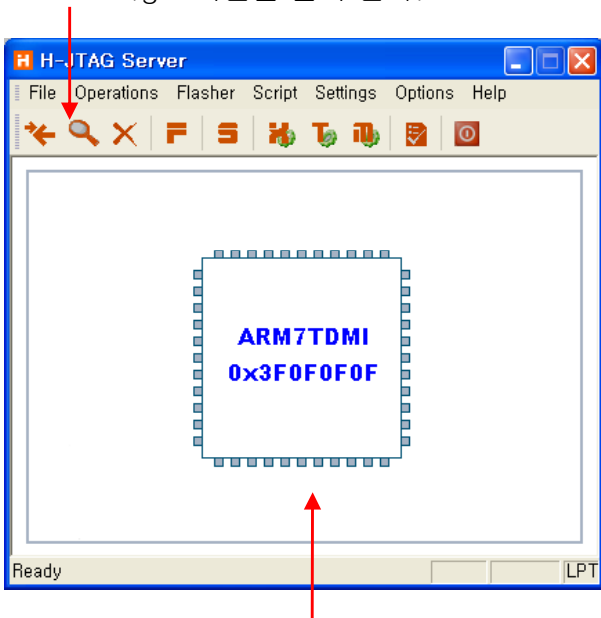 H-JTAG Server
File Operations Flasher Script Settings Options Help
ARM7TDMI
0x3F0F0F0F
Ready LPT